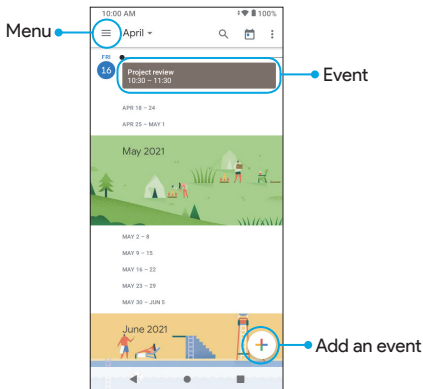 10:00 AM 100%
Menu
April
FRI
16
Project review
10:30 – 11:30
Event
APR 18 – 24
APR 25 – MAY 1
May 2021
MAY 2 – 8
MAY 9 – 15
MAY 16 – 22
MAY 23 – 29
MAY 30 – JUN 5
June 2021
Add an event